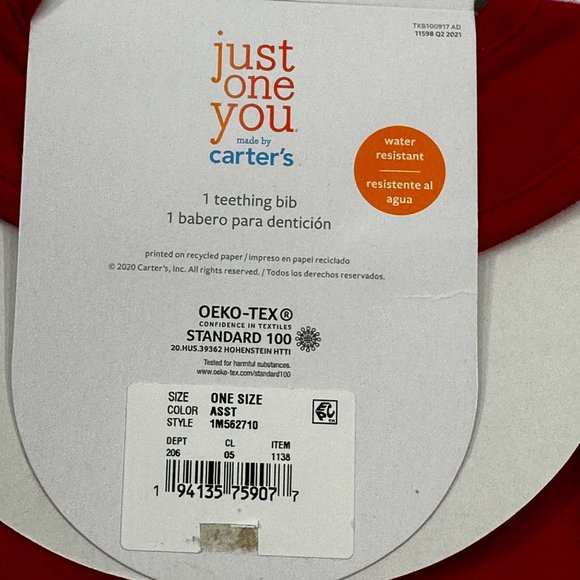 TKB100917 AD
11598 Q2 2021
just
one
you.
made by
carter's
water
resistant
resistente al
agua
1 teething bib
1 babero para dentición
printed on recycled paper / impreso en papel reciclado
© 2020 Carter's, Inc. All rights reserved. / Todos los derechos reservados.
OEKO-TEX®
CONFIDENCE IN TEXTILES
STANDARD 100
20.HUS.39362 HOHENSTEIN HTTI
Tested for harmful substances.
www.oeko-tex.com/standard100
SIZE ONE SIZE
COLOR ASST
STYLE 1M562710
DEPT CL ITEM
206 05 1138
1 94135 75907 7